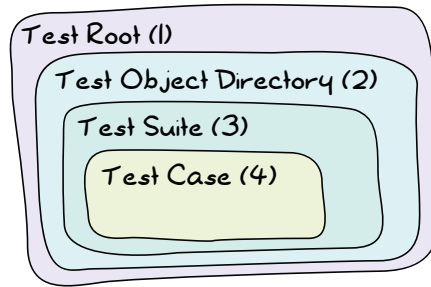 Test Root (1)
Test Object Directory (2)
Test Suite (3)
Test Case (4)